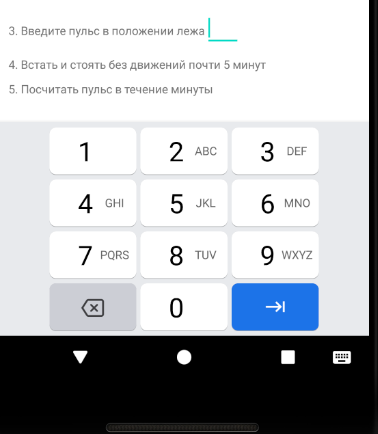 3. Введите пульс в положении лежа
4. Встать и стоять без движений почти 5 минут
5. Посчитать пульс в течение минуты
1 2 ABC 3 DEF
4 GHI 5 JKL 6 MNO
7 PQRS 8 TUV 9 WXYZ
0